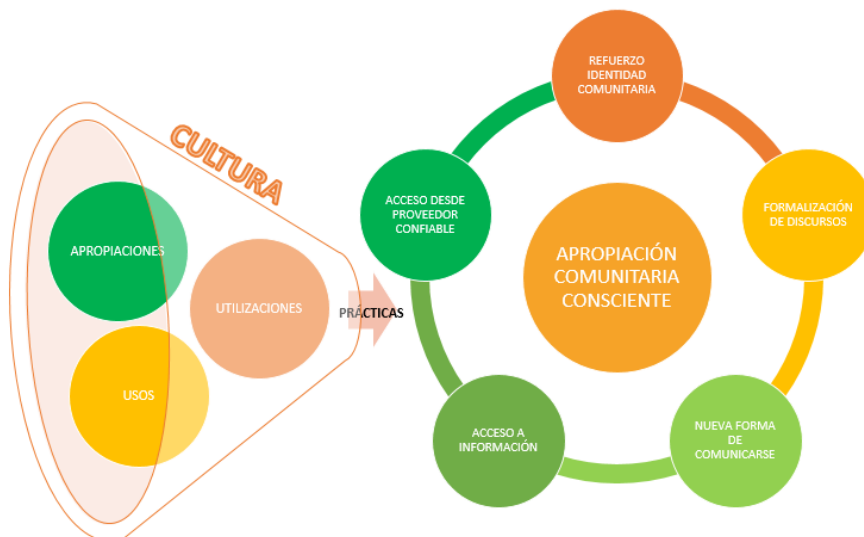 CULTURA
APROPIACIONES
UTILIZACIONES
USOS
PRÁCTICAS
REFUERZO
IDENTIDAD
COMUNITARIA
ACCESO DESDE
PROVEEDOR
CONFIABLE
FORMALIZACIÓN
DE DISCURSOS
APROPIACIÓN
COMUNITARIA
CONSCIENTE
ACCESO A
INFORMACIÓN
NUEVA FORMA
DE
COMUNICARSE